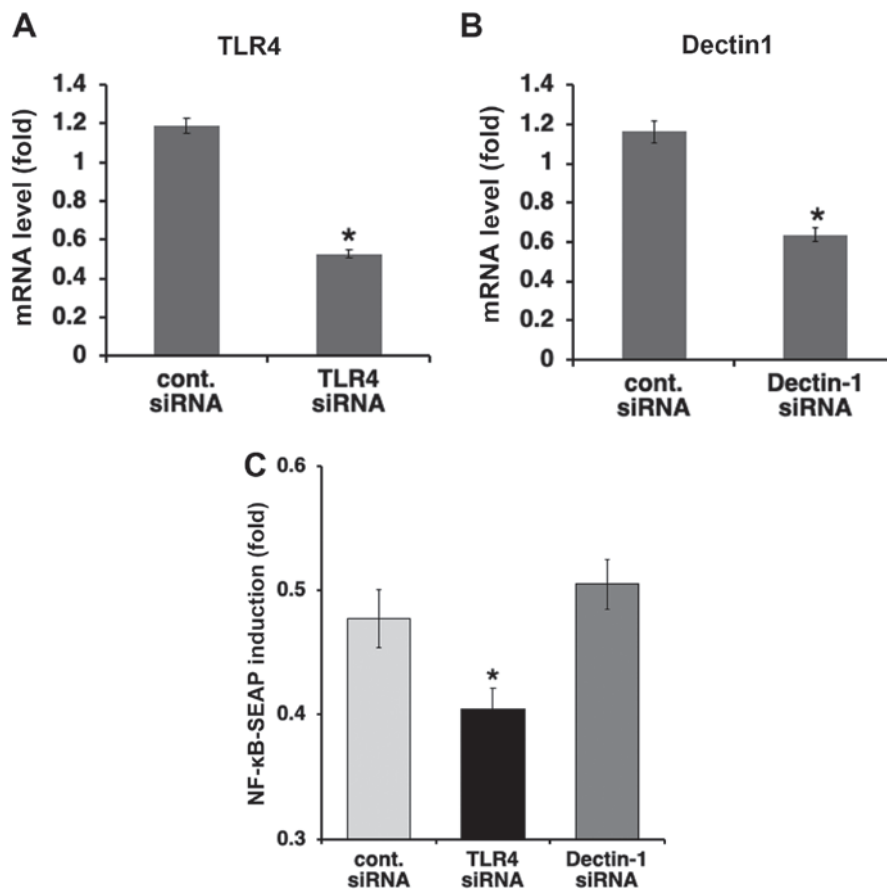 A
TLR4
mRNA level (fold)
1.4
1.2
1
0.8
0.6
0.4
0.2
0
*
cont.
siRNA
TLR4
siRNA
B
Dectin1
mRNA level (fold)
1.4
1.2
1
0.8
0.6
0.4
0.2
0
*
cont.
siRNA
Dectin-1
siRNA
C
NF-κB-SEAP induction (fold)
0.6
0.5
0.4
0.3
*
cont.
siRNA
TLR4
siRNA
Dectin-1
siRNA